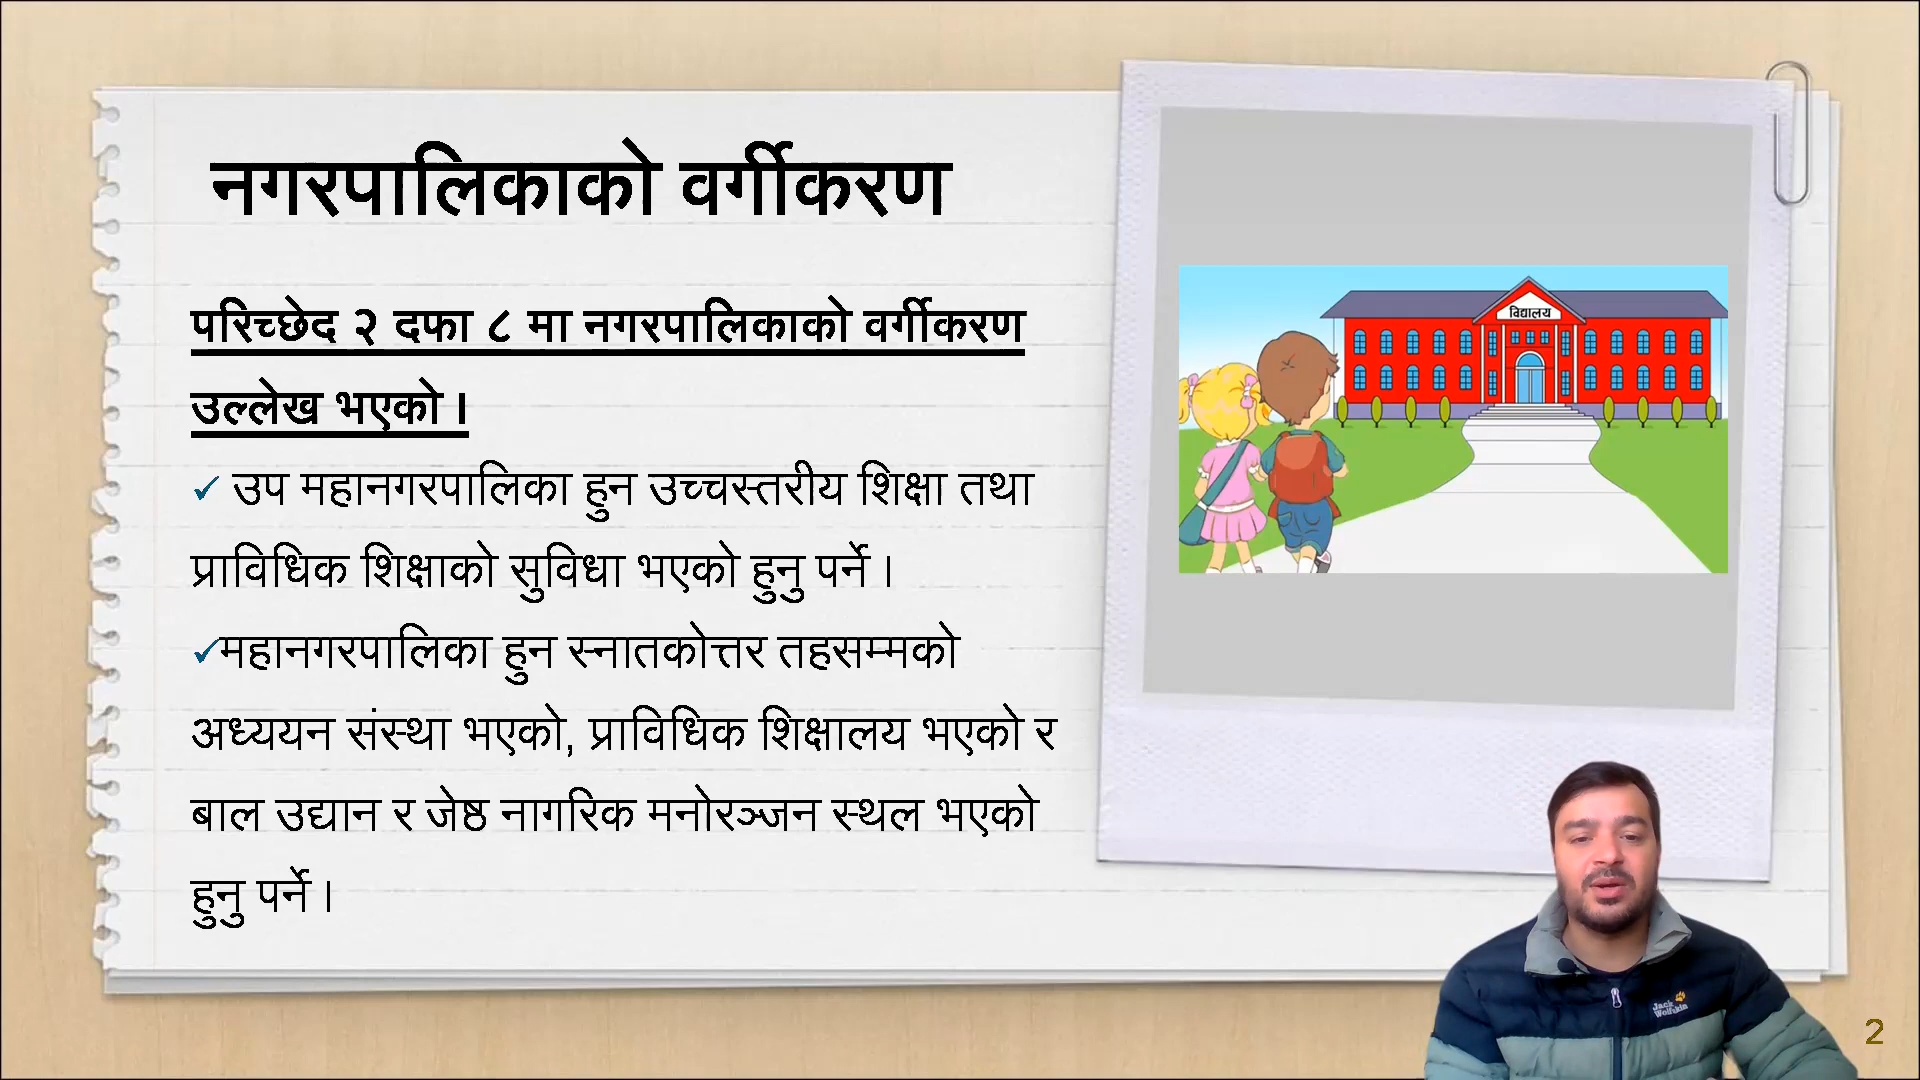 नगरपालिकाको वर्गीकरण
परिच्छेद २ दफा ८ मा नगरपालिकाको वर्गीकरण
उल्लेख भएको ।
✓ उप महानगरपालिका हुन उच्चस्तरीय शिक्षा तथा
प्राविधिक शिक्षाको सुविधा भएको हुनु पर्ने ।
✓महानगरपालिका हुन स्नातकोत्तर तहसम्मको
अध्ययन संस्था भएको, प्राविधिक शिक्षालय भएको र
बाल उद्यान र जेष्ठ नागरिक मनोरञ्जन स्थल भएको
हुनु पर्ने ।
विद्यालय
Jack
Wolfskin
2